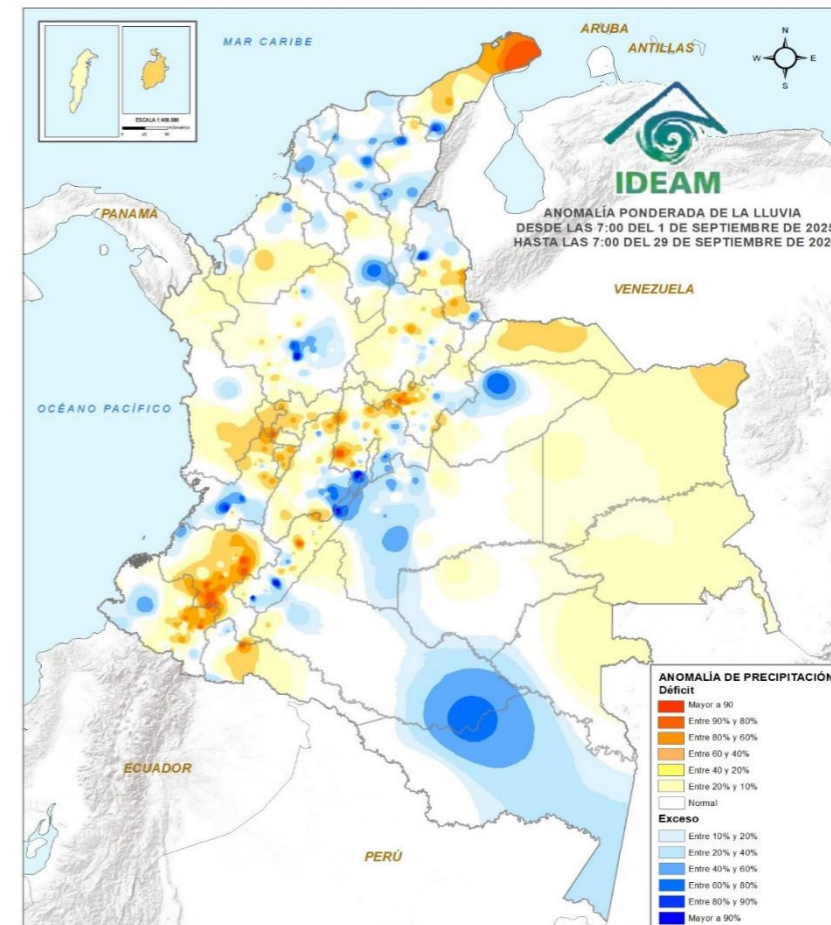 MAR CARIBE
ARUBA
ANTILLAS
N
W
E
S
ESCALA 1:400.000
IDEAM
ANOMALÍA PONDERADA DE LA LLUVIA
DESDE LAS 7:00 DEL 1 DE SEPTIEMBRE DE 2025
HASTA LAS 7:00 DEL 29 DE SEPTIEMBRE DE 202
PANAMÁ
VENEZUELA
OCÉANO PACÍFICO
ECUADOR
PERÚ
ANOMALÍA DE PRECIPITACIÓN
Déficit
Mayor a 90
Entre 90% y 80%
Entre 80% y 60%
Entre 60 y 40%
Entre 40 y 20%
Entre 20% y 10%
Normal
Exceso
Entre 10% y 20%
Entre 20% y 40%
Entre 40% y 60%
Entre 60% y 80%
Entre 80% y 90%
Mayor a 90%